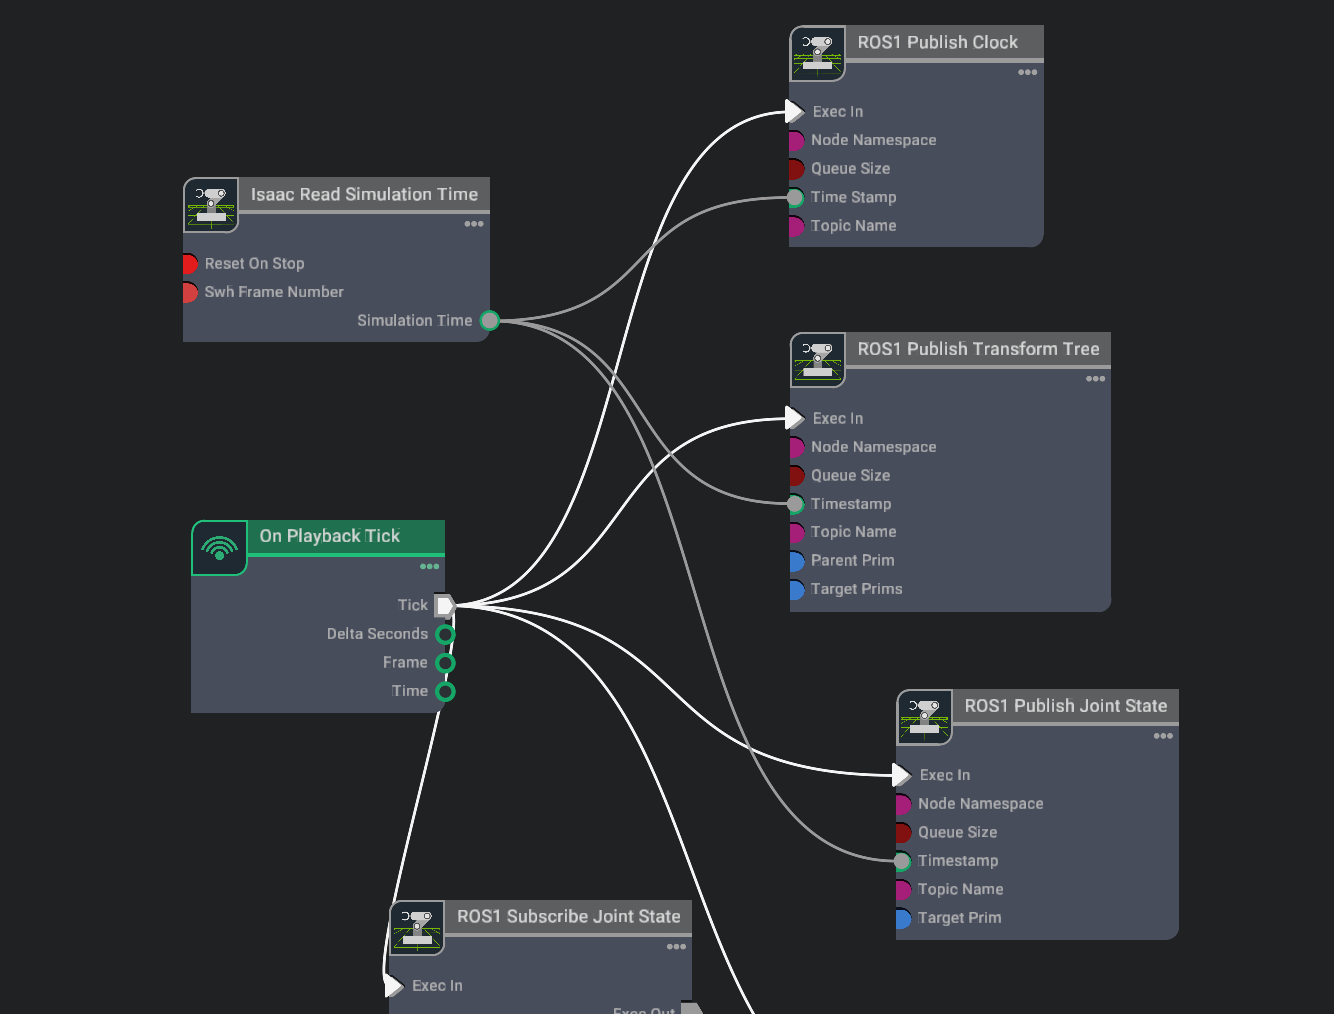 ROS1 Publish Clock
Exec In
Node Namespace
Queue Size
Time Stamp
Topic Name
Isaac Read Simulation Time
Reset On Stop
Swh Frame Number
Simulation Time
ROS1 Publish Transform Tree
Exec In
Node Namespace
Queue Size
Timestamp
Topic Name
Parent Prim
Target Prims
On Playback Tick
Tick
Delta Seconds
Frame
Time
ROS1 Publish Joint State
Exec In
Node Namespace
Queue Size
Timestamp
Topic Name
Target Prim
ROS1 Subscribe Joint State
Exec In
Exec Out